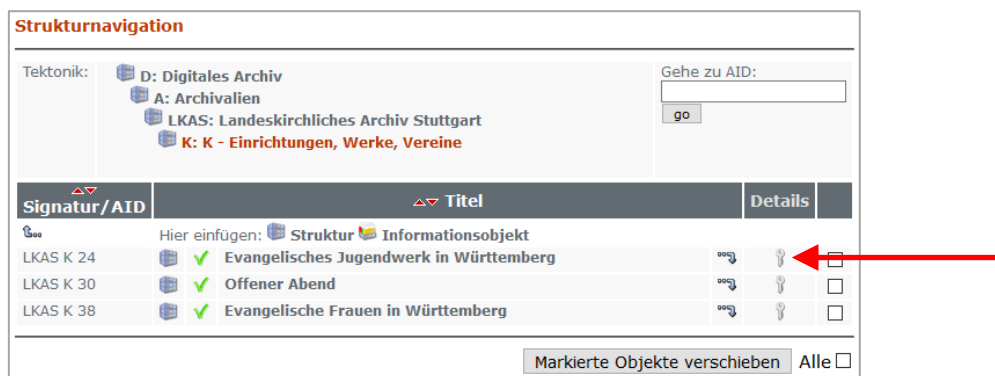 Strukturnavigation
Tektonik:
D: Digitales Archiv
A: Archivalien
LKAS: Landeskirchliches Archiv Stuttgart
K: K - Einrichtungen, Werke, Vereine
Gehe zu AID:
go
Signatur/AID Titel Details
Hier einfügen: Struktur Informationsobjekt
LKAS K 24 Evangelisches Jugendwerk in Württemberg
LKAS K 30 Offener Abend
LKAS K 38 Evangelische Frauen in Württemberg
Markierte Objekte verschieben Alle